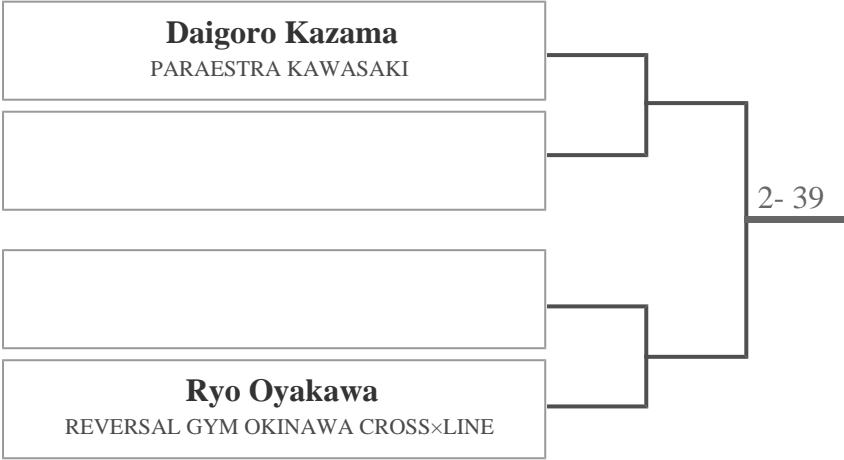 Daigoro Kazama
PARAESTRA KAWASAKI
2- 39
Ryo Oyakawa
REVERSAL GYM OKINAWA CROSS×LINE